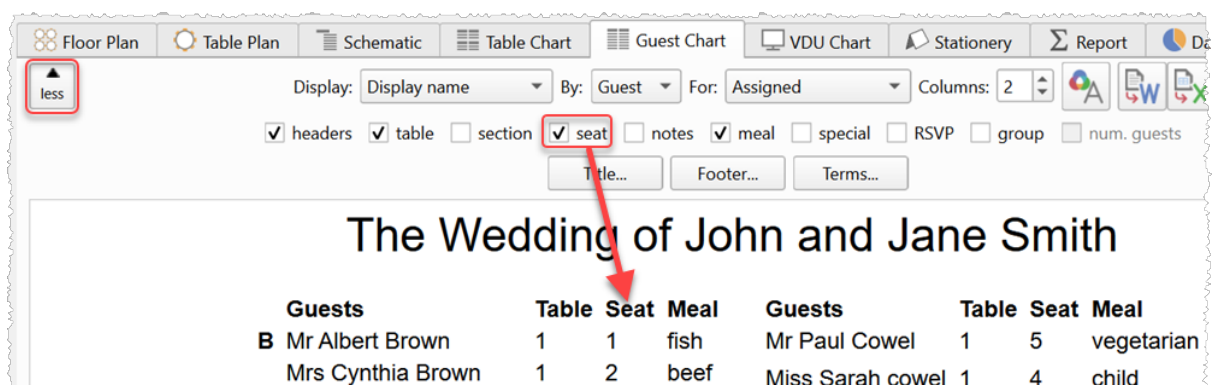 Floor Plan Table Plan Schematic Table Chart Guest Chart VDU Chart Stationery Σ Report
less Display: Display name By: Guest For: Assigned Columns: 2 A W X
headers table section seat notes meal special RSVP group num. guests
Title... Footer... Terms...
The Wedding of John and Jane Smith
Guests Table Seat Meal Guests Table Seat Meal
B Mr Albert Brown 1 1 fish Mr Paul Cowel 1 5 vegetarian
Mrs Cynthia Brown 1 2 beef Miss Sarah cowel 1 4 child